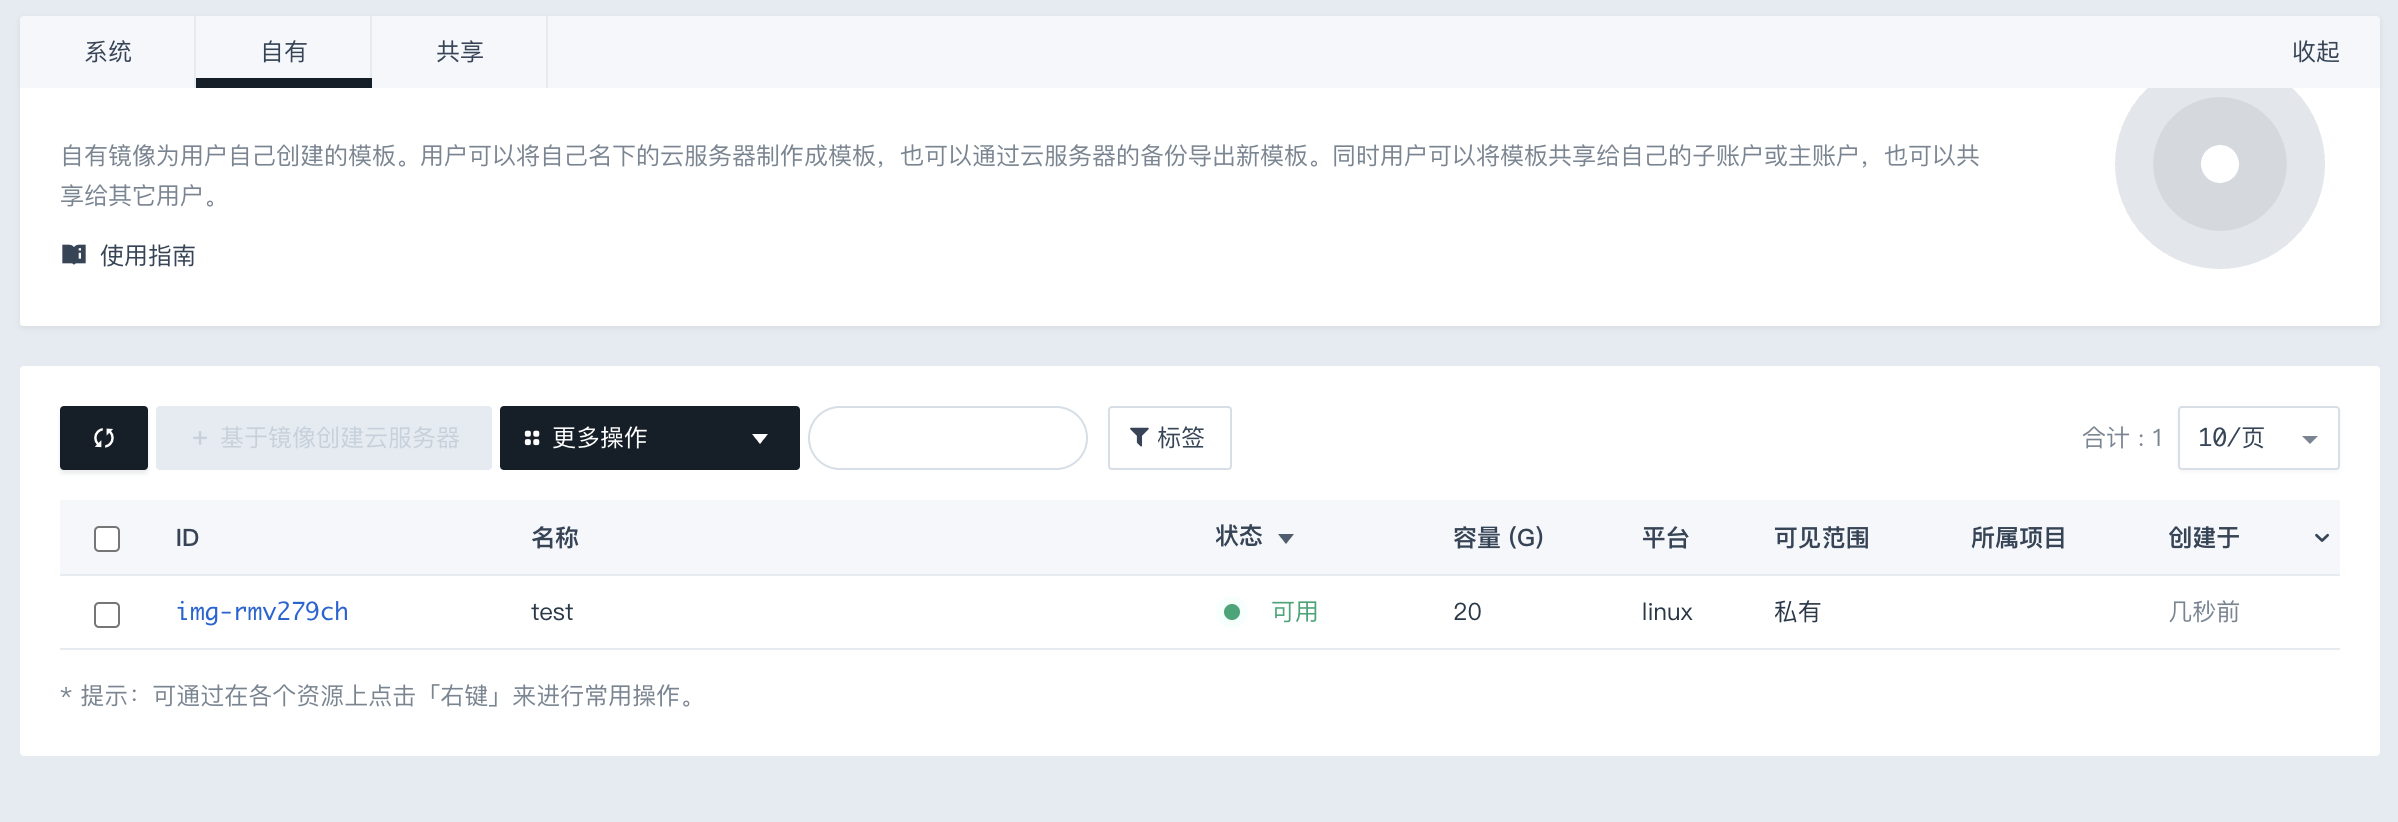 系统 自有 共享 收起
自有镜像为用户自己创建的模板。用户可以将自己名下的云服务器制作成模板，也可以通过云服务器的备份导出新模板。同时用户可以将模板共享给自己的子账户或主账户，也可以共
享给其它用户。
使用指南
+ 基于镜像创建云服务器 更多操作 标签 合计 : 1 10/页
ID 名称 状态 容量 (G) 平台 可见范围 所属项目 创建于
img-rmv279ch test 可用 20 linux 私有 几秒前
* 提示：可通过在各个资源上点击「右键」来进行常用操作。